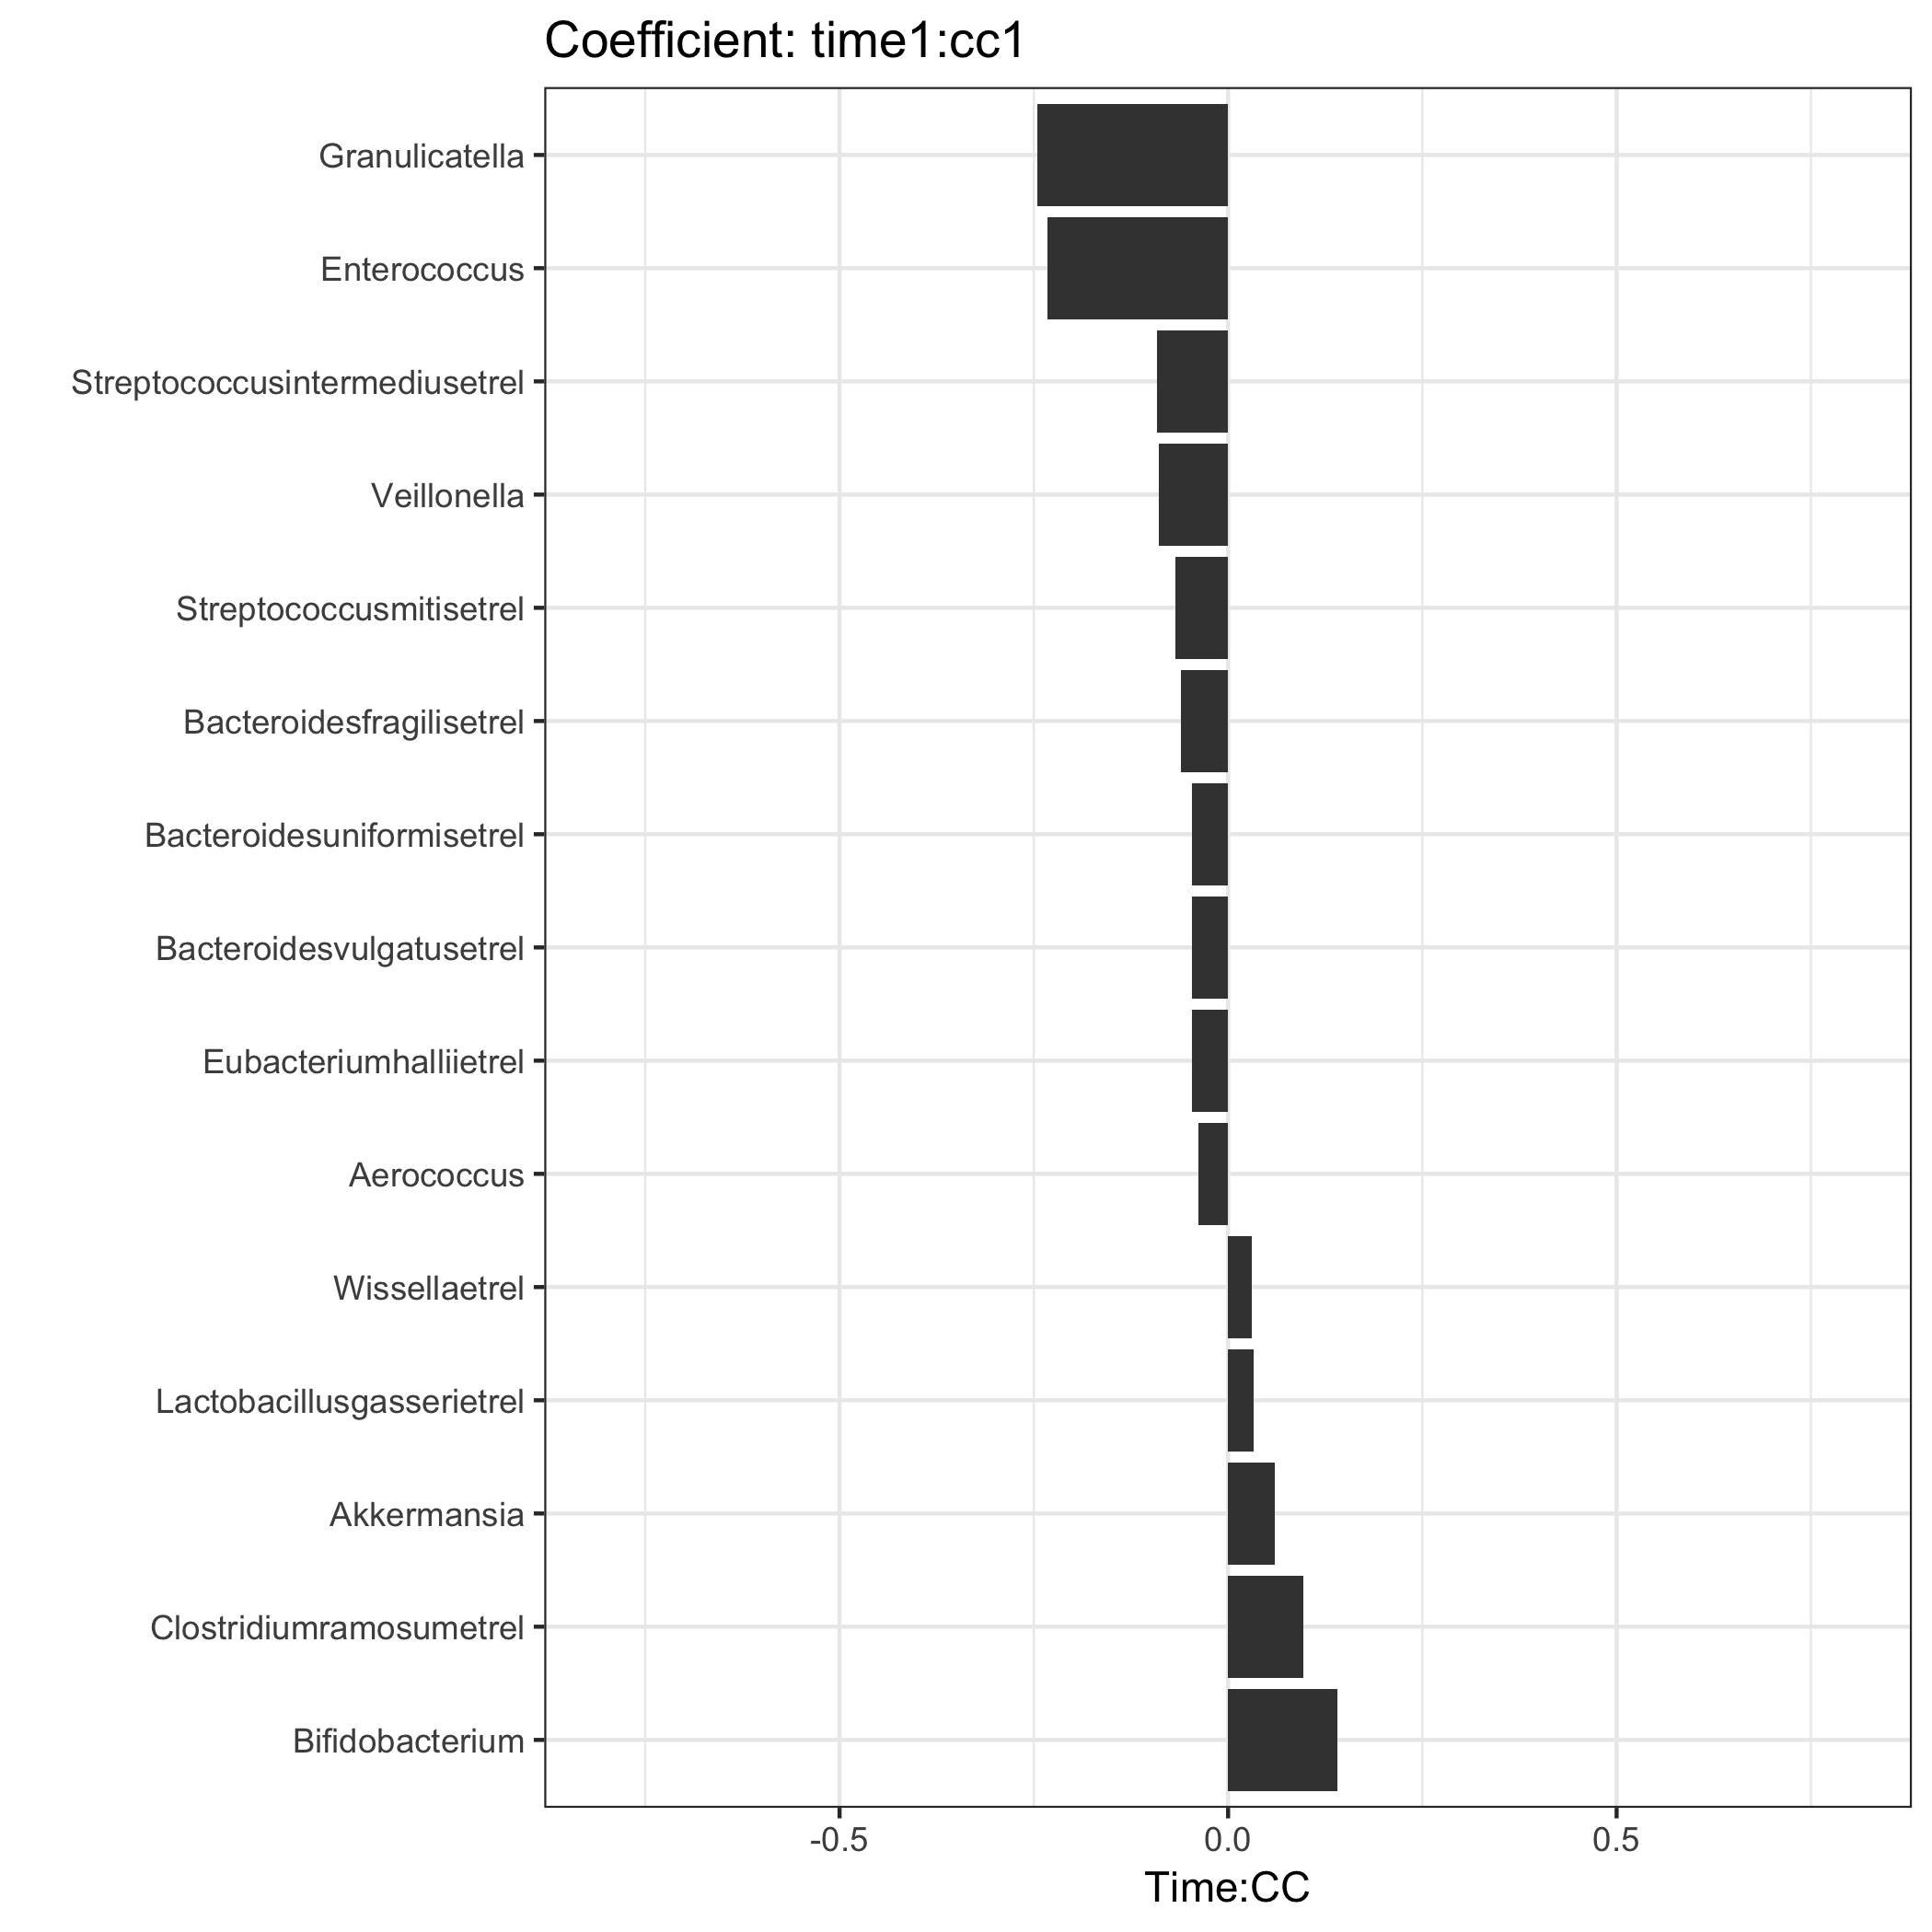 Coefficient: time1:cc1
Granulicatella
Enterococcus
Streptococcusintermediusetrel
Veillonella
Streptococcusmitisetrel
Bacteroidesfragilisetrel
Bacteroidesuniformisetrel
Bacteroidesvulgatusetrel
Eubacteriumhalliietrel
Aerococcus
Wissellaetrel
Lactobacillusgasserietrel
Akkermansia
Clostridiumramosumetrel
Bifidobacterium
-0.5 0.0 0.5
Time:CC